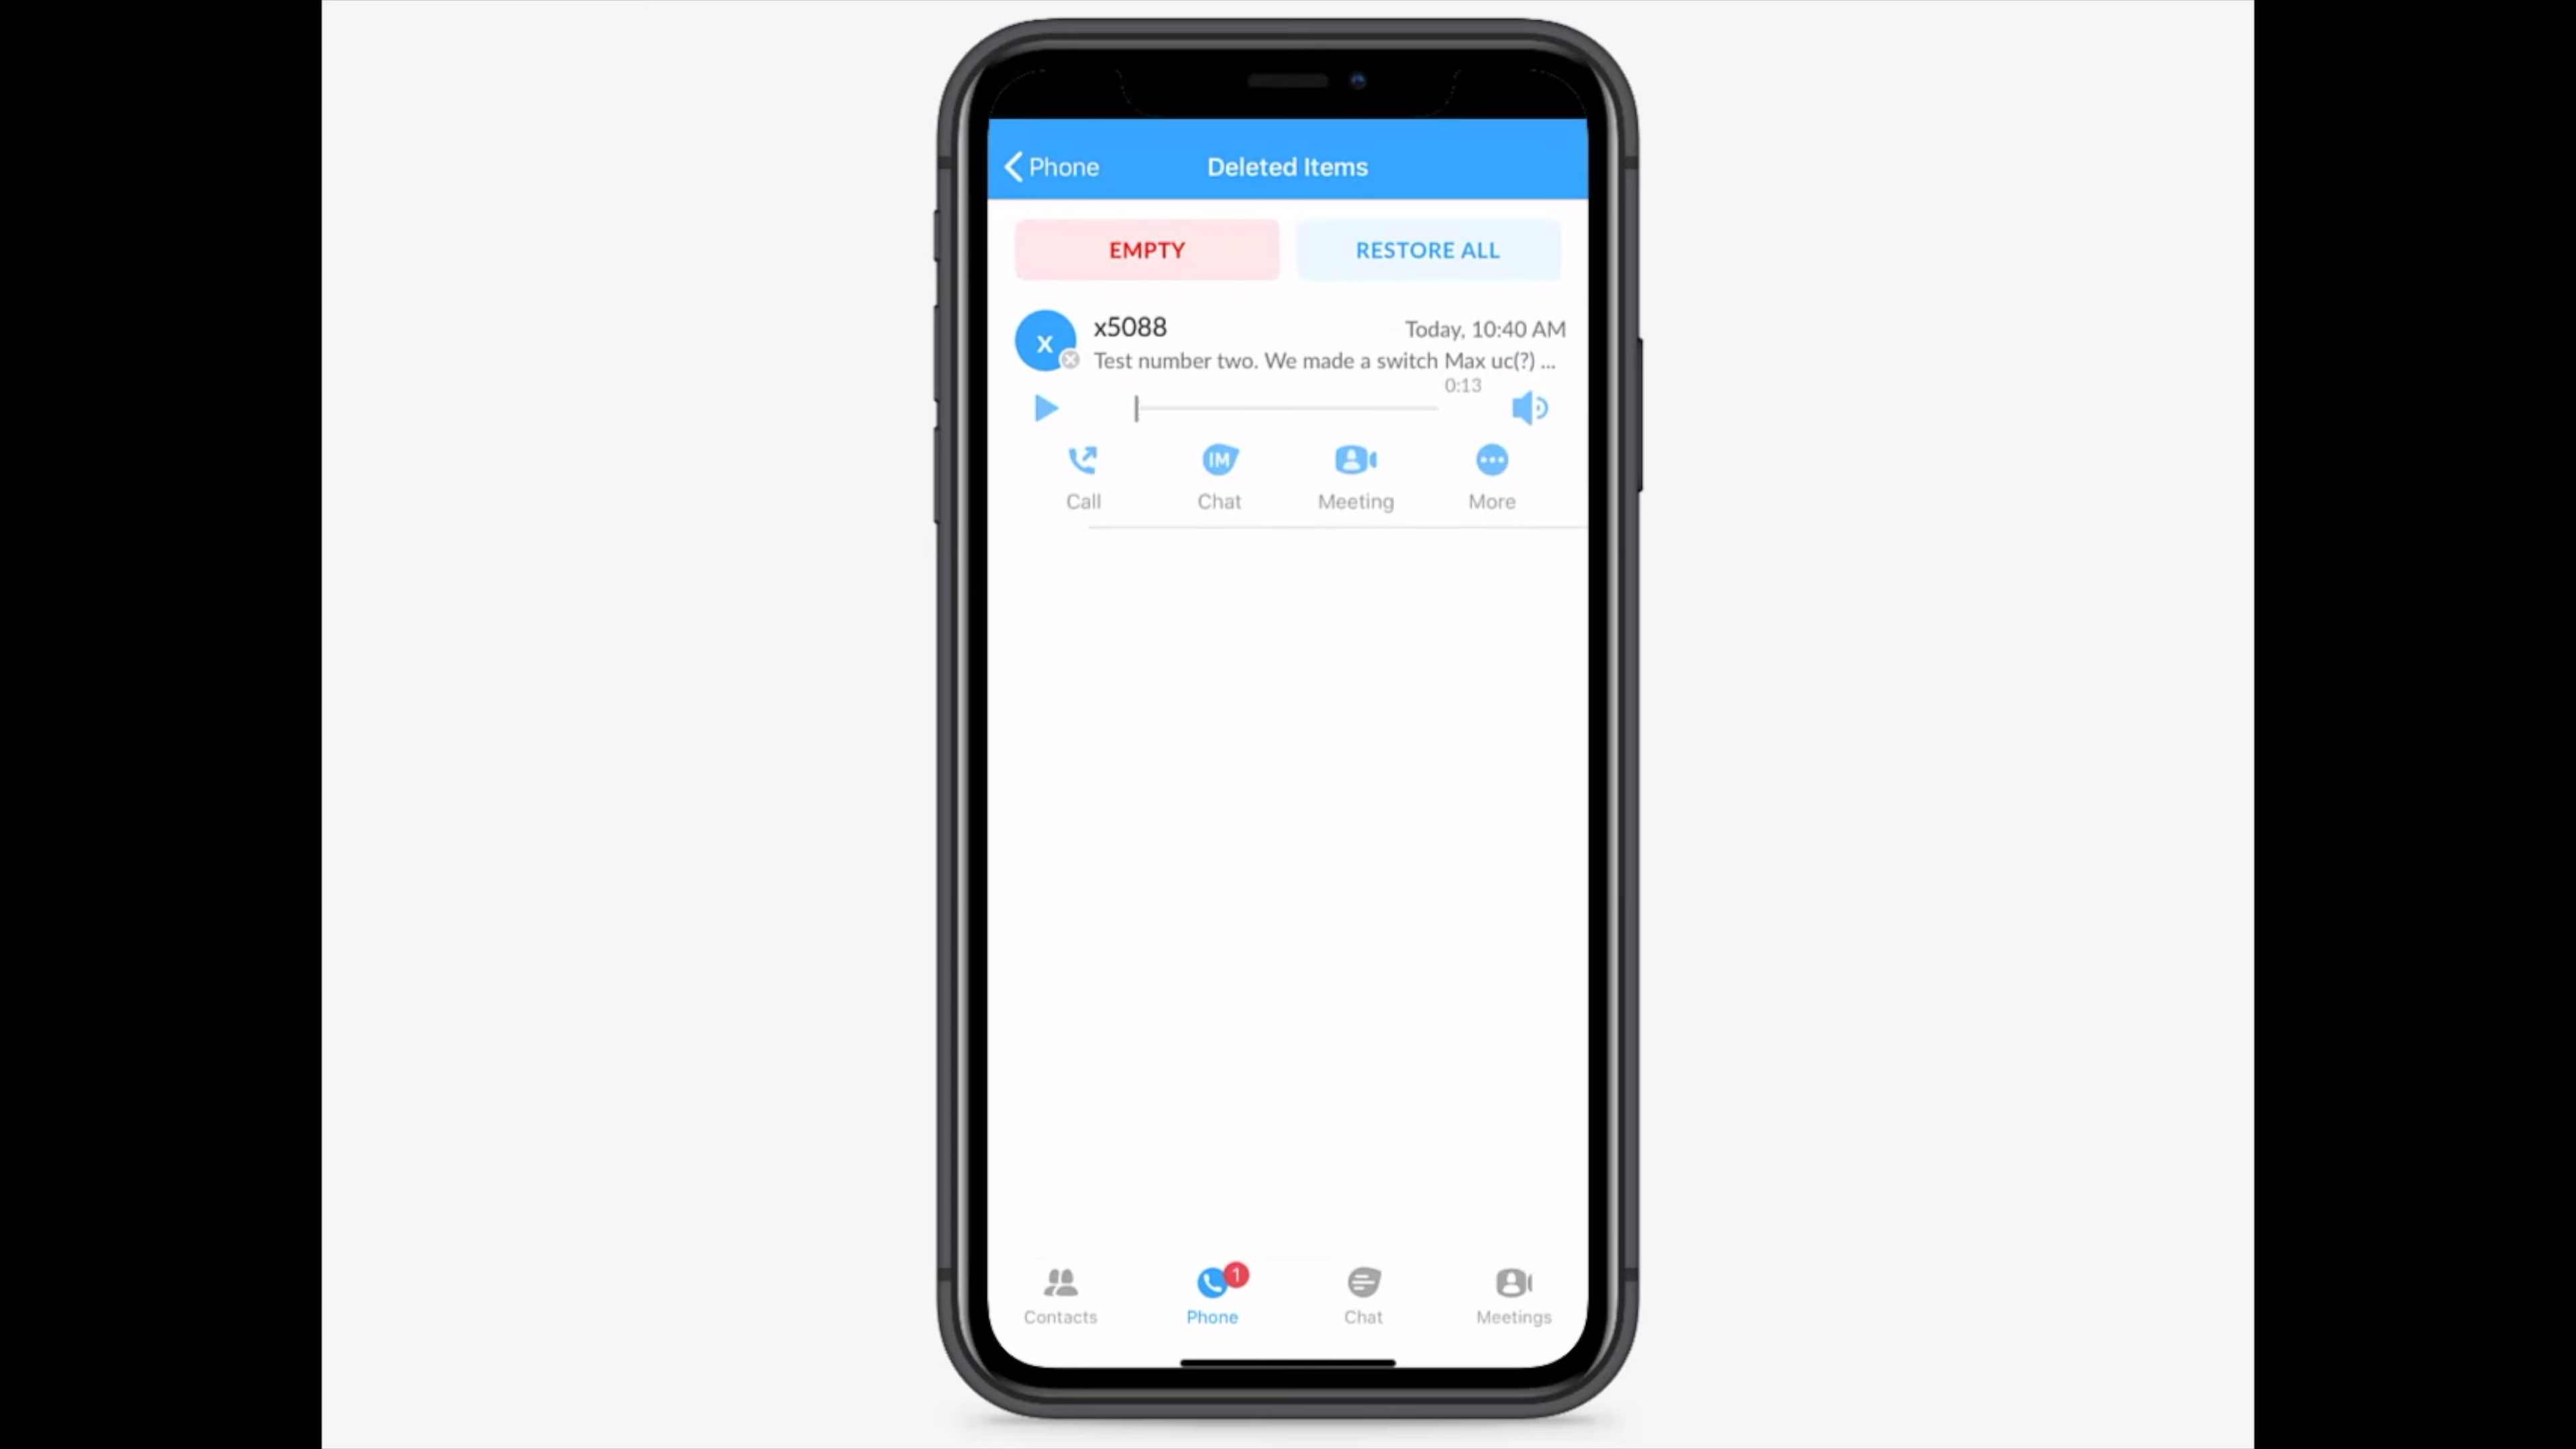 Phone
Deleted Items
EMPTY
RESTORE ALL
x
x5088
Today, 10:40 AM
Test number two. We made a switch Max uc(?) ...
0:13
IM
Call
Chat
Meeting
More
1
Contacts
Phone
Chat
Meetings